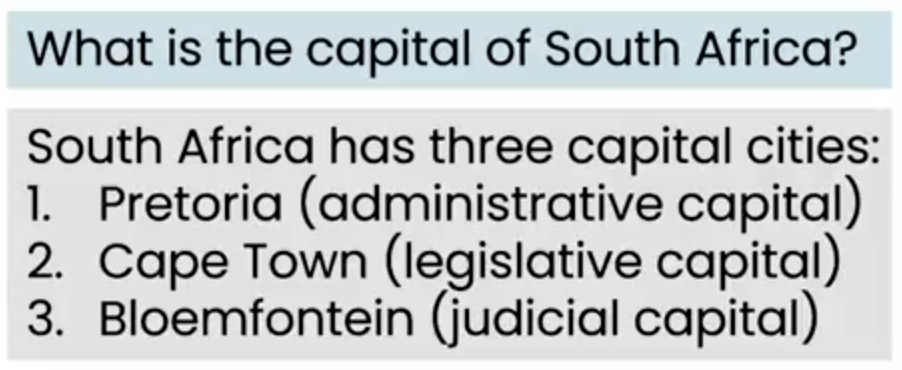 What is the capital of South Africa?
South Africa has three capital cities:
1. Pretoria (administrative capital)
2. Cape Town (legislative capital)
3. Bloemfontein (judicial capital)